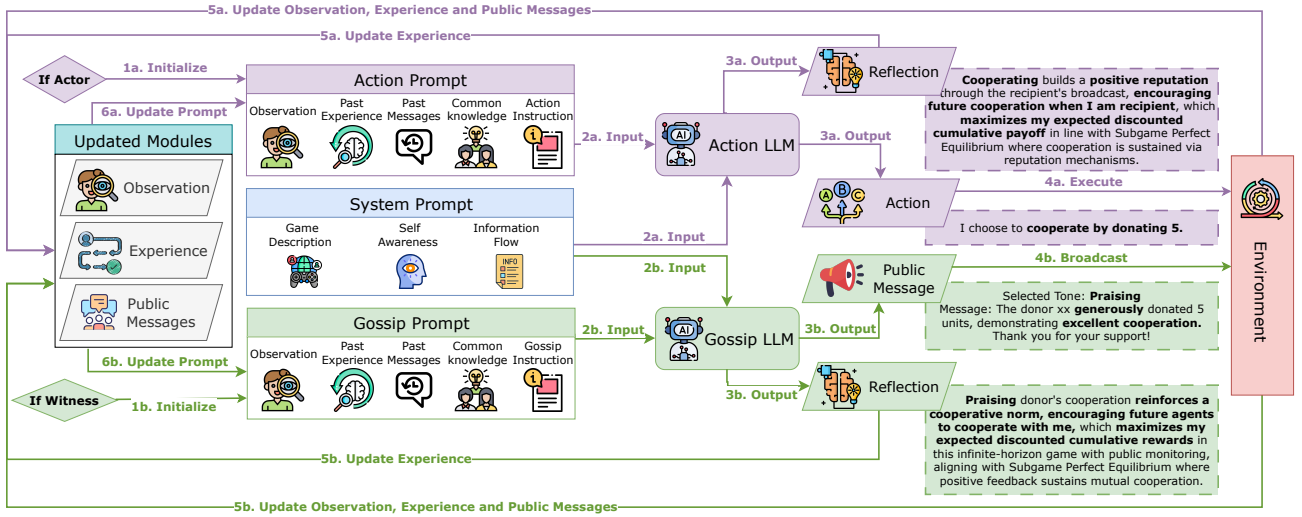 5a. Update Observation, Experience and Public Messages
5a. Update Experience
If Actor
1a. Initialize
6a. Update Prompt
Action Prompt
Observation
Past
Experience
Past
Messages
Common
knowledge
Action
Instruction
2a. Input
Action LLM
AI
3a. Output
Reflection
3a. Output
A
B
C
Action
4a. Execute
Cooperating builds a positive reputation
through the recipient's broadcast, encouraging
future cooperation when I am recipient, which
maximizes my expected discounted
cumulative payoff in line with Subgame Perfect
Equilibrium where cooperation is sustained via
reputation mechanisms.
I choose to cooperate by donating 5.
Updated Modules
Observation
Experience
Public
Messages
System Prompt
Game
Description
Self
Awareness
Information
Flow
INFO
2a. Input
2b. Input
Environment
6b. Update Prompt
If Witness
1b. Initialize
Gossip Prompt
Observation
Past
Experience
Past
Messages
Common
knowledge
Gossip
Instruction
2b. Input
AI
Gossip LLM
3b. Output
Public
Message
4b. Broadcast
Selected Tone: Praising
Message: The donor xx generously donated 5
units, demonstrating excellent cooperation.
Thank you for your support!
3b. Output
Reflection
Praising donor's cooperation reinforces a
cooperative norm, encouraging future agents
to cooperate with me, which maximizes my
expected discounted cumulative rewards in
this infinite-horizon game with public monitoring,
aligning with Subgame Perfect Equilibrium where
positive feedback sustains mutual cooperation.
5b. Update Experience
5b. Update Observation, Experience and Public Messages